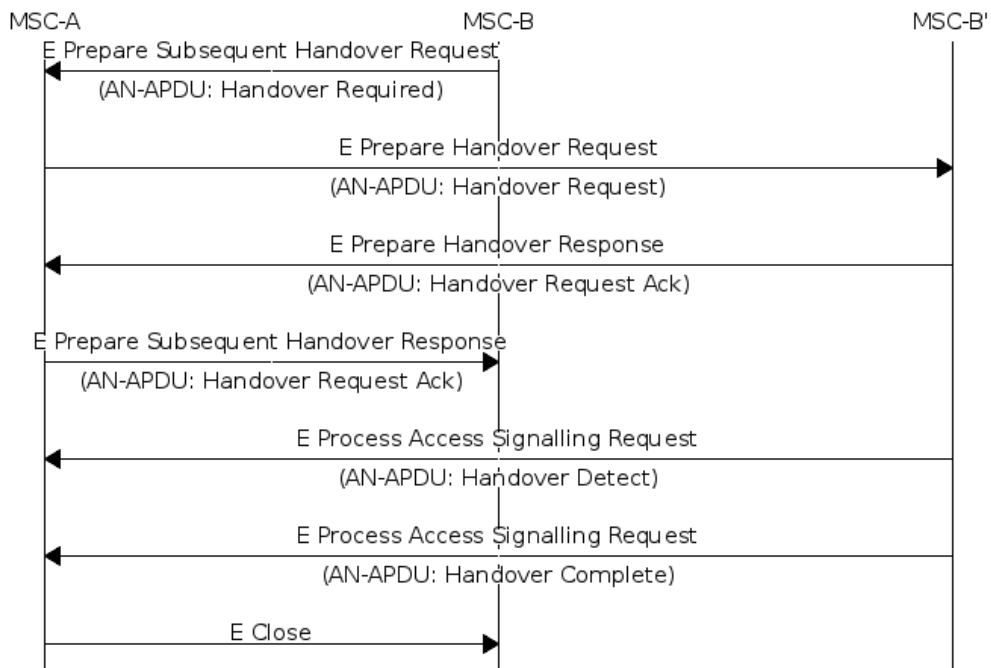 MSC-A MSC-B MSC-B'
E Prepare Subsequent Handover Request
(AN-APDU: Handover Required)
E Prepare Handover Request
(AN-APDU: Handover Request)
E Prepare Handover Response
(AN-APDU: Handover Request Ack)
E Prepare Subsequent Handover Response
(AN-APDU: Handover Request Ack)
E Process Access Signalling Request
(AN-APDU: Handover Detect)
E Process Access Signalling Request
(AN-APDU: Handover Complete)
E Close